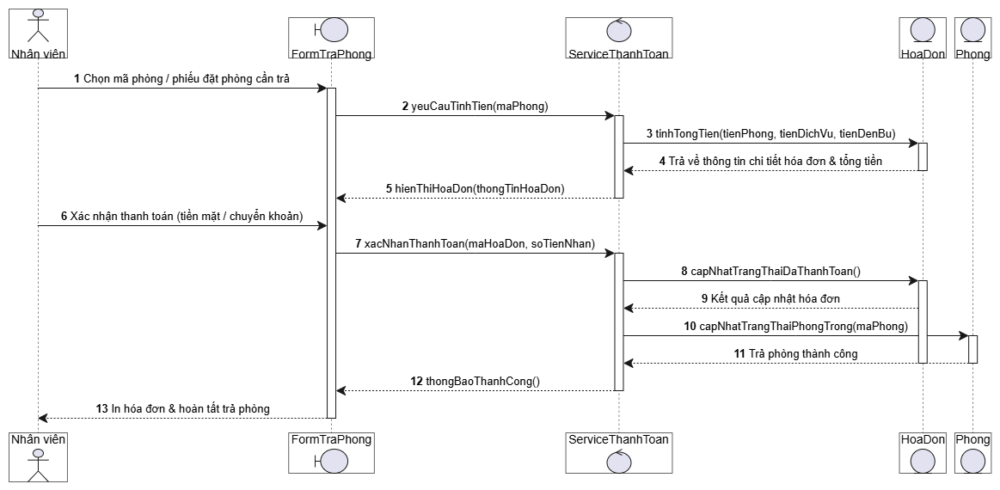 Nhân viên
FormTraPhong
ServiceThanhToan
HoaDon
Phong
1 Chọn mã phòng / phiếu đặt phòng cần trả
2 yeuCauTinhTien(maPhong)
3 tinhTongTien(tienPhong, tienDichVu, tienDenBu)
4 Trả về thông tin chi tiết hóa đơn & tổng tiền
5 hienThiHoaDon(thongTinHoaDon)
6 Xác nhận thanh toán (tiền mặt / chuyển khoản)
7 xacNhanThanhToan(maHoaDon, soTienNhan)
8 capNhatTrangThaiDaThanhToan()
9 Kết quả cập nhật hóa đơn
10 capNhatTrangThaiPhongTrong(maPhong)
11 Trả phòng thành công
12 thongBaoThanhCong()
13 In hóa đơn & hoàn tất trả phòng
Nhân viên
FormTraPhong
ServiceThanhToan
HoaDon
Phong